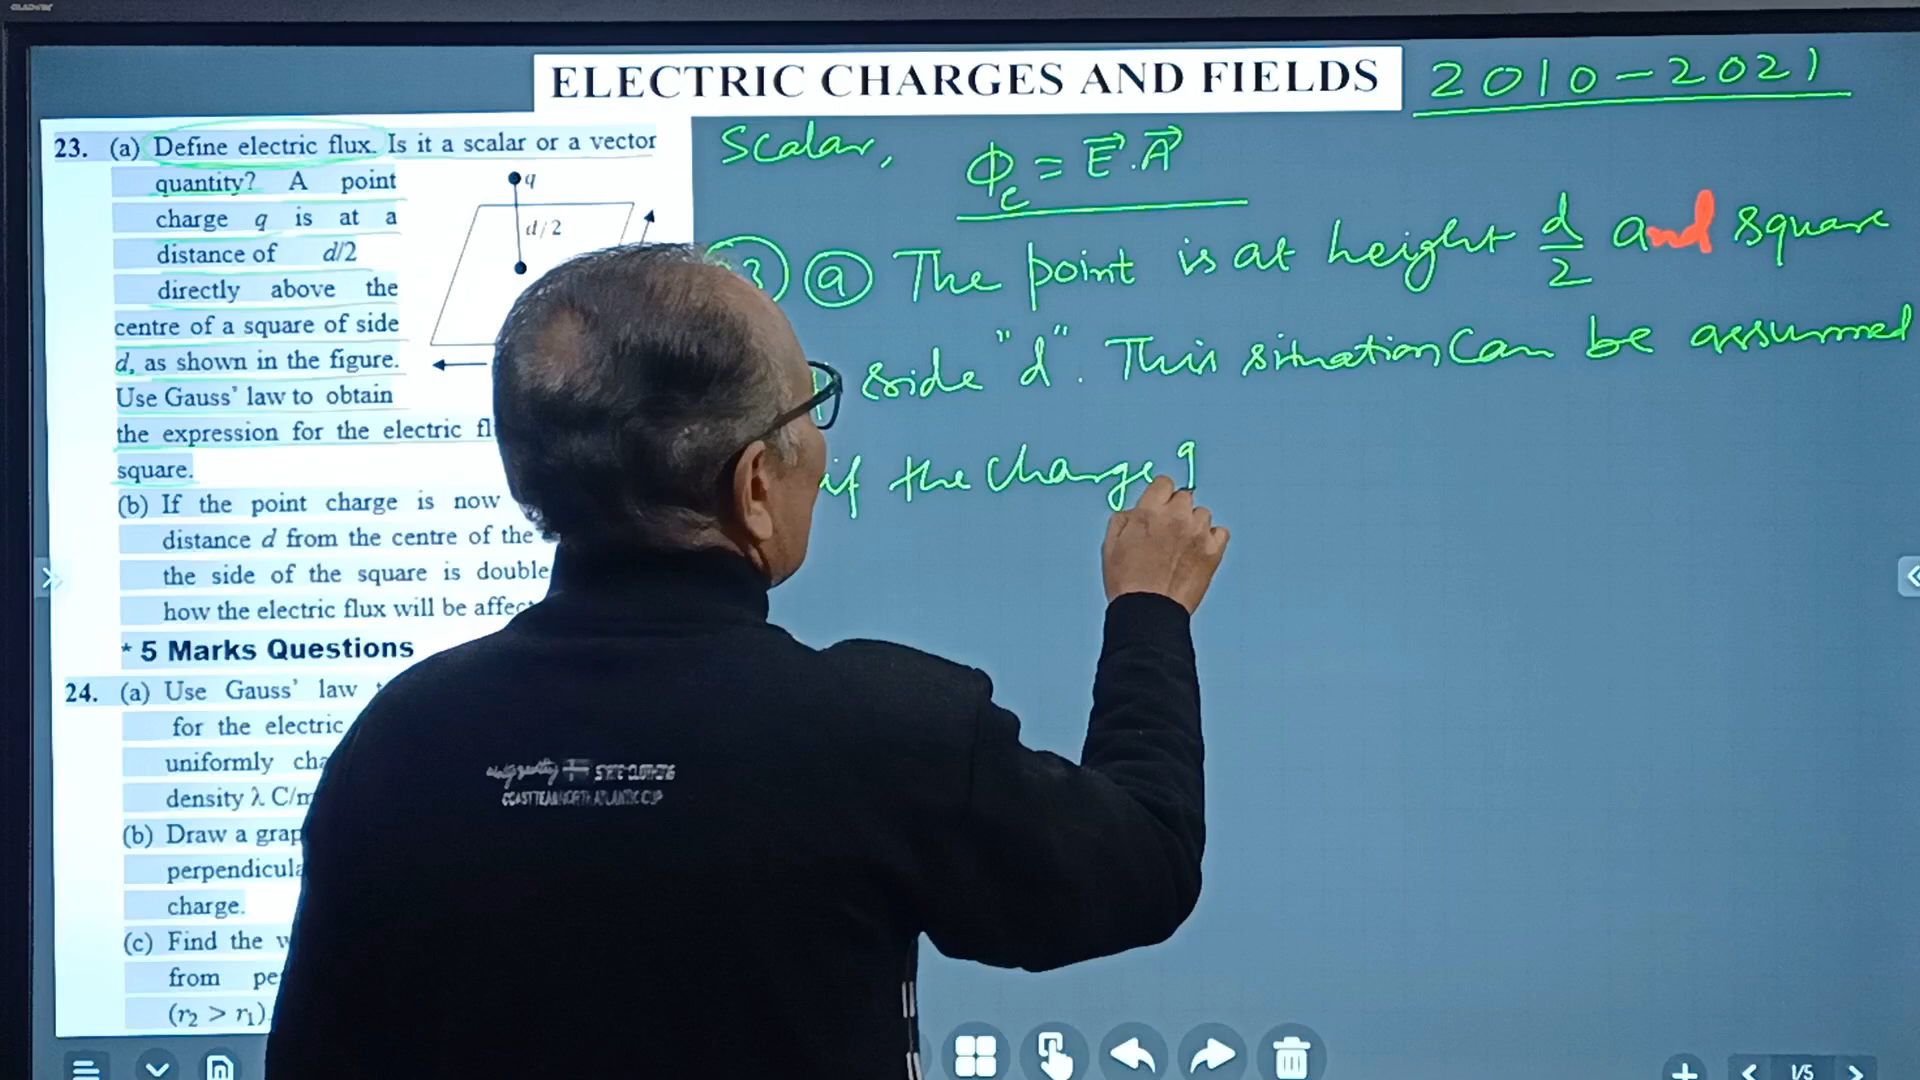 ELECTRIC CHARGES AND FIELDS
2010-2021
23. (a) Define electric flux. Is it a scalar or a vector
quantity? A point
charge q is at a
distance of d/2
directly above the
centre of a square of side
d, as shown in the figure.
Use Gauss' law to obtain
the expression for the electric
square.
q
d/2
(b) If the point charge is now
distance d from the centre of the
the side of the square is double
how the electric flux will be
* 5 Marks Questions
24. (a) Use Gauss' law
for the electric
uniformly
density λ
(b) Draw a
charge.
(c) Find the
from
(r₂ > r₁)
Scalar, Φe = E⃗.A⃗
ⓐ The point is at height d/2 and square
side "d". This situation can be assumed
if the charge q
STATE CLOTHING
1/5